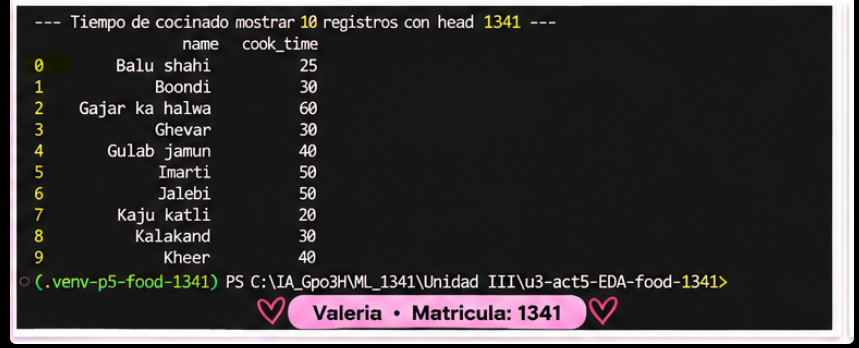 --- Tiempo de cocinado mostrar 10 registros con head 1341 ---
name cook_time
0 Balu shahi 25
1 Boondi 30
2 Gajar ka halwa 60
3 Ghevar 30
4 Gulab jamun 40
5 Imarti 50
6 Jalebi 50
7 Kaju katli 20
8 Kalakand 30
9 Kheer 40
(.venv-p5-food-1341) PS C:\IA_Gpo3H\ML_1341\Unidad III\u3-act5-EDA-food-1341>
Valeria • Matricula: 1341